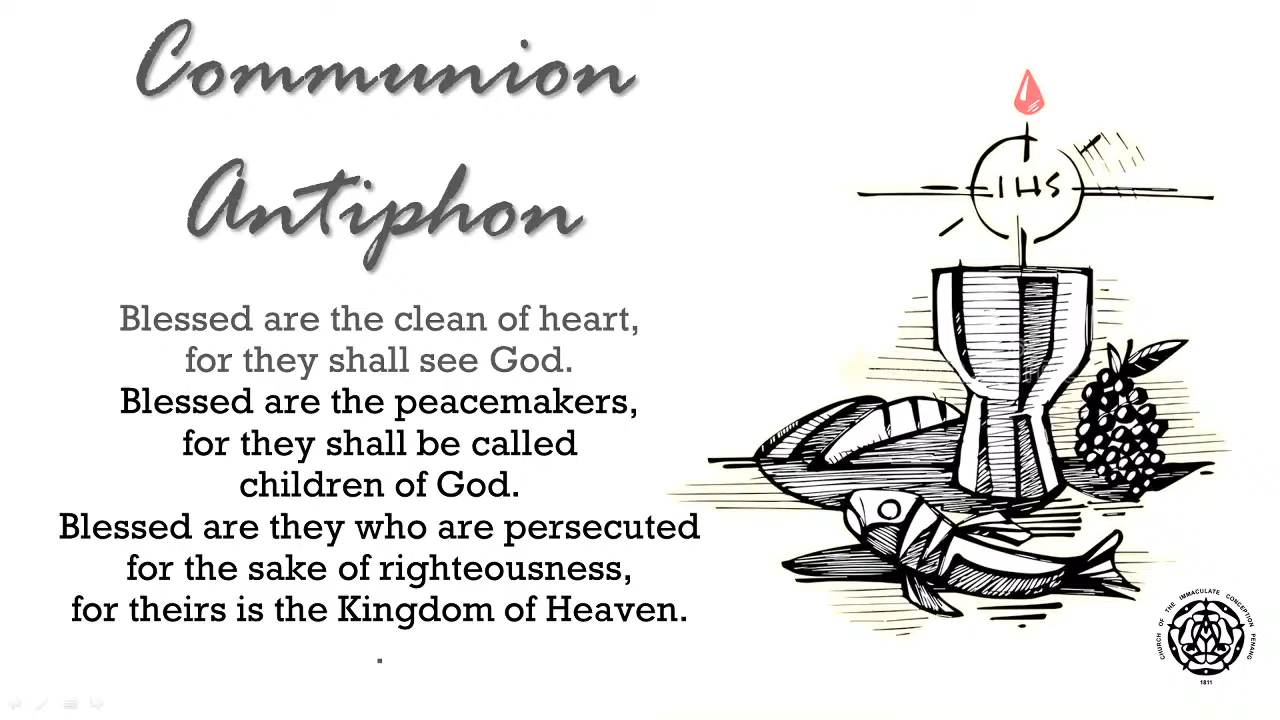 Communion
Antiphon
Blessed are the clean of heart,
for they shall see God.
Blessed are the peacemakers,
for they shall be called
children of God.
Blessed are they who are persecuted
for the sake of righteousness,
for theirs is the Kingdom of Heaven.
.
IHS
CHURCH OF THE IMMACULATE CONCEPTION PENANG
1811